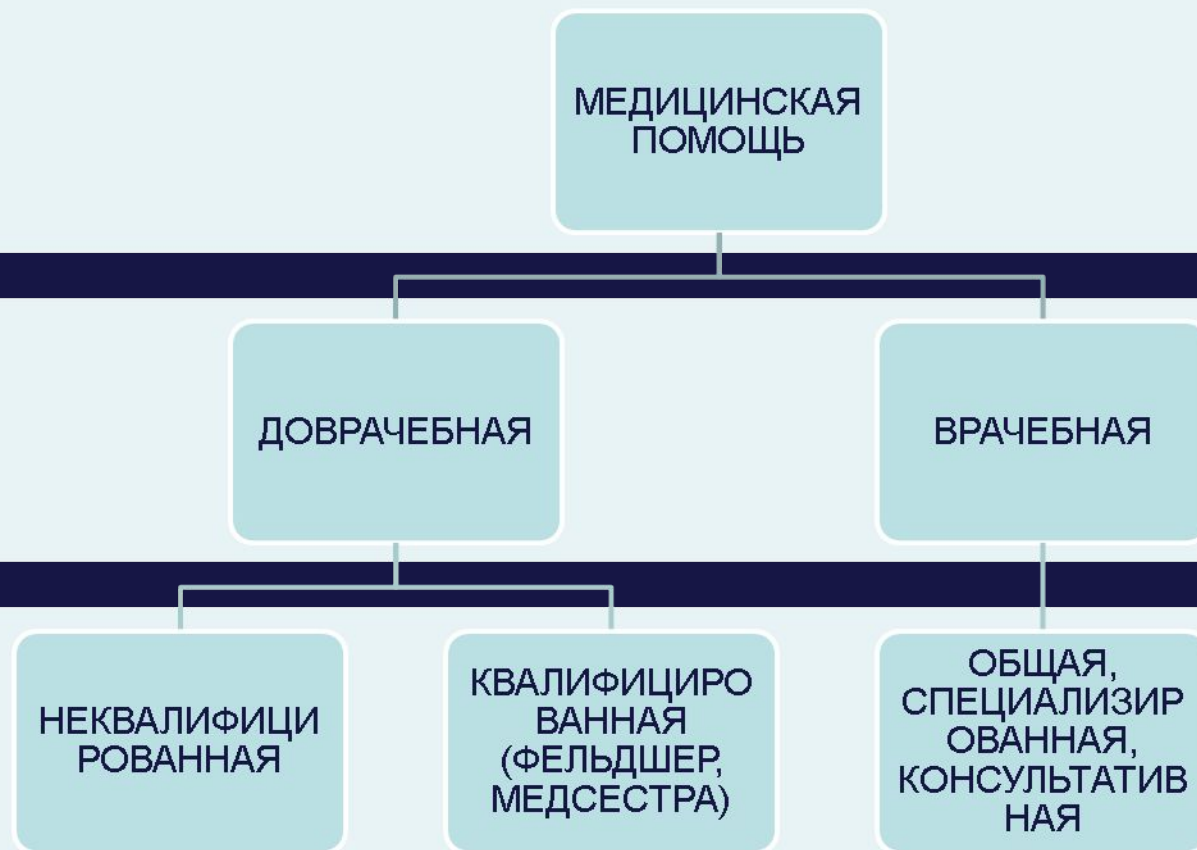 МЕДИЦИНСКАЯ
ПОМОЩЬ
ДОВРАЧЕБНАЯ
ВРАЧЕБНАЯ
НЕКВАЛИФИЦИ
РОВАННАЯ
КВАЛИФИЦИРО
ВАННАЯ
(ФЕЛЬДШЕР,
МЕДСЕСТРА)
ОБЩАЯ,
СПЕЦИАЛИЗИР
ОВАННАЯ,
КОНСУЛЬТАТИВ
НАЯ